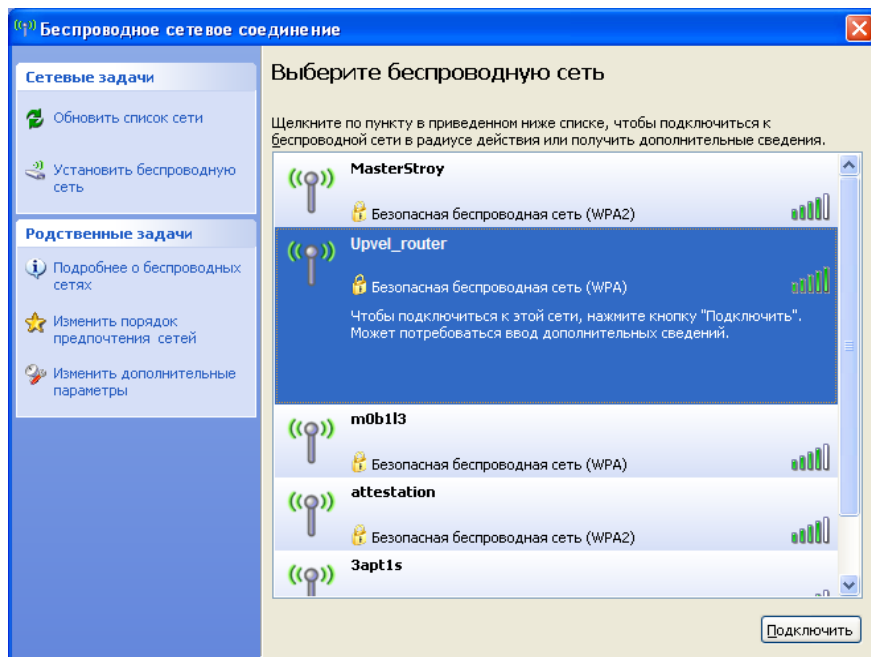 Беспроводное сетевое соединение
Сетевые задачи
Обновить список сети
Установить беспроводную
сеть
Родственные задачи
Подробнее о беспроводных
сетях
Изменить порядок
предпочтения сетей
Изменить дополнительные
параметры
Выберите беспроводную сеть
Щелкните по пункту в приведенном ниже списке, чтобы подключиться к
беспроводной сети в радиусе действия или получить дополнительные сведения.
MasterStroy
Безопасная беспроводная сеть (WPA2)
Upvel_router
Безопасная беспроводная сеть (WPA)
Чтобы подключиться к этой сети, нажмите кнопку "Подключить".
Может потребоваться ввод дополнительных сведений.
m0b1l3
Безопасная беспроводная сеть (WPA)
attestation
Безопасная беспроводная сеть (WPA2)
3apt1s
Подключить